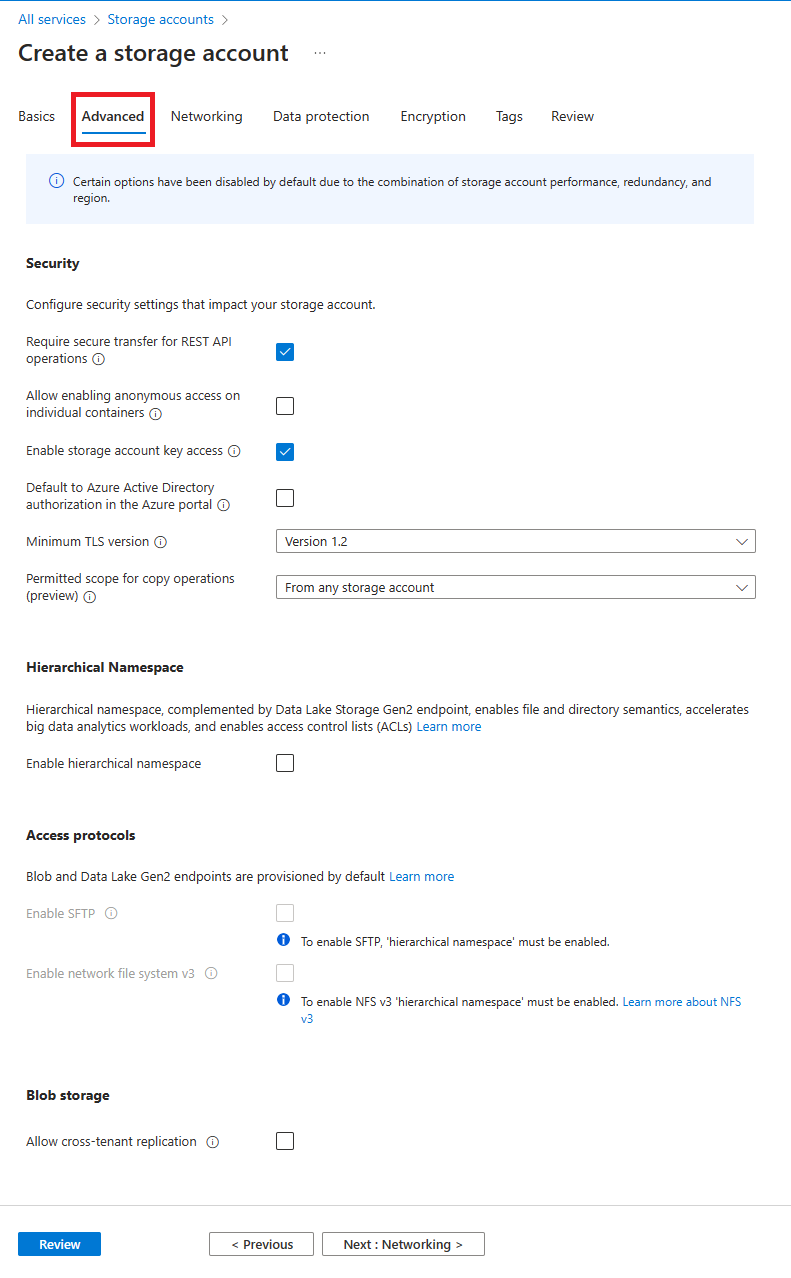 All services > Storage accounts >
Create a storage account ...
Basics Advanced Networking Data protection Encryption Tags Review
Certain options have been disabled by default due to the combination of storage account performance, redundancy, and
region.
Security
Configure security settings that impact your storage account.
Require secure transfer for REST API
operations
Allow enabling anonymous access on
individual containers
Enable storage account key access
Default to Azure Active Directory
authorization in the Azure portal
Minimum TLS version
Version 1.2
Permitted scope for copy operations
(preview)
From any storage account
Hierarchical Namespace
Hierarchical namespace, complemented by Data Lake Storage Gen2 endpoint, enables file and directory semantics, accelerates
big data analytics workloads, and enables access control lists (ACLs) Learn more
Enable hierarchical namespace
Access protocols
Blob and Data Lake Gen2 endpoints are provisioned by default Learn more
Enable SFTP
To enable SFTP, 'hierarchical namespace' must be enabled.
Enable network file system v3
To enable NFS v3 'hierarchical namespace' must be enabled. Learn more about NFS
v3
Blob storage
Allow cross-tenant replication
Review < Previous Next : Networking >